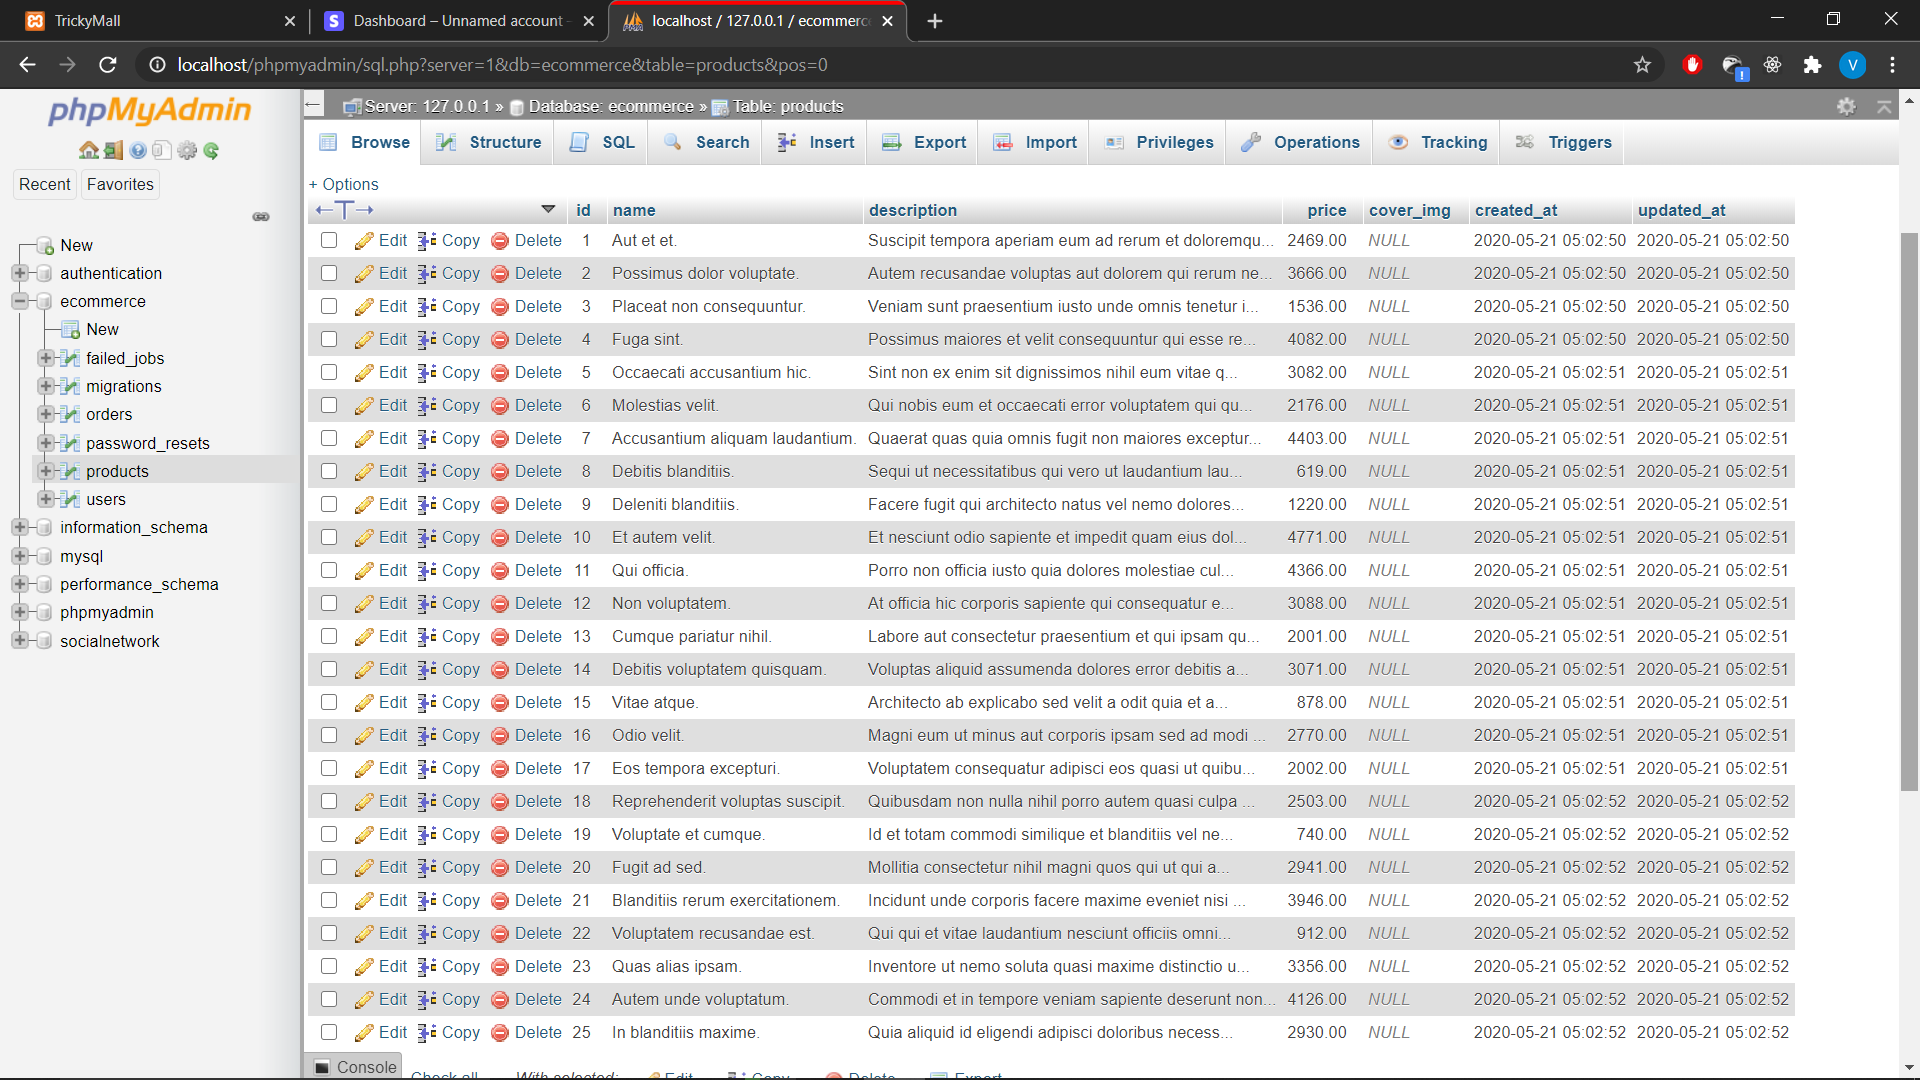 TrickyMall
Dashboard – Unnamed account -
localhost / 127.0.0.1 / ecommerce
localhost/phpmyadmin/sql.php?server=1&db=ecommerce&table=products&pos=0
V
phpMyAdmin
Recent Favorites
New
authentication
ecommerce
New
failed_jobs
migrations
orders
password_resets
products
users
information_schema
mysql
performance_schema
phpmyadmin
socialnetwork
Server: 127.0.0.1 » Database: ecommerce » Table: products
Browse Structure SQL Search Insert Export Import Privileges Operations Tracking Triggers
+ Options
id name description price cover_img created_at updated_at
Edit Copy Delete 1 Aut et et. Suscipit tempora aperiam eum ad rerum et doloremqu... 2469.00 NULL 2020-05-21 05:02:50 2020-05-21 05:02:50
Edit Copy Delete 2 Possimus dolor voluptate. Autem recusandae voluptas aut dolorem qui rerum ne... 3666.00 NULL 2020-05-21 05:02:50 2020-05-21 05:02:50
Edit Copy Delete 3 Placeat non consequuntur. Veniam sunt praesentium iusto unde omnis tenetur i... 1536.00 NULL 2020-05-21 05:02:50 2020-05-21 05:02:50
Edit Copy Delete 4 Fuga sint. Possimus maiores et velit consequuntur qui esse re... 4082.00 NULL 2020-05-21 05:02:50 2020-05-21 05:02:50
Edit Copy Delete 5 Occaecati accusantium hic. Sint non ex enim sit dignissimos nihil eum vitae q... 3082.00 NULL 2020-05-21 05:02:51 2020-05-21 05:02:51
Edit Copy Delete 6 Molestias velit. Qui nobis eum et occaecati error voluptatem qui qu... 2176.00 NULL 2020-05-21 05:02:51 2020-05-21 05:02:51
Edit Copy Delete 7 Accusantium aliquam laudantium. Quaerat quas quia omnis fugit non maiores exceptur... 4403.00 NULL 2020-05-21 05:02:51 2020-05-21 05:02:51
Edit Copy Delete 8 Debitis blanditiis. Sequi ut necessitatibus qui vero ut laudantium lau... 619.00 NULL 2020-05-21 05:02:51 2020-05-21 05:02:51
Edit Copy Delete 9 Deleniti blanditiis. Facere fugit qui architecto natus vel nemo dolores... 1220.00 NULL 2020-05-21 05:02:51 2020-05-21 05:02:51
Edit Copy Delete 10 Et autem velit. Et nesciunt odio sapiente et impedit quam eius dol... 4771.00 NULL 2020-05-21 05:02:51 2020-05-21 05:02:51
Edit Copy Delete 11 Qui officia. Porro non officia iusto quia dolores molestiae cul... 4366.00 NULL 2020-05-21 05:02:51 2020-05-21 05:02:51
Edit Copy Delete 12 Non voluptatem. At officia hic corporis sapiente qui consequatur e... 3088.00 NULL 2020-05-21 05:02:51 2020-05-21 05:02:51
Edit Copy Delete 13 Cumque pariatur nihil. Labore aut consectetur praesentium et qui ipsam qu... 2001.00 NULL 2020-05-21 05:02:51 2020-05-21 05:02:51
Edit Copy Delete 14 Debitis voluptatem quisquam. Voluptas aliquid assumenda dolores error debitis a... 3071.00 NULL 2020-05-21 05:02:51 2020-05-21 05:02:51
Edit Copy Delete 15 Vitae atque. Architecto ab explicabo sed velit a odit quia et a... 878.00 NULL 2020-05-21 05:02:51 2020-05-21 05:02:51
Edit Copy Delete 16 Odio velit. Magni eum ut minus aut corporis ipsam sed ad modi ... 2770.00 NULL 2020-05-21 05:02:51 2020-05-21 05:02:51
Edit Copy Delete 17 Eos tempora excepturi. Voluptatem consequatur adipisci eos quasi ut quibu... 2002.00 NULL 2020-05-21 05:02:51 2020-05-21 05:02:51
Edit Copy Delete 18 Reprehenderit voluptas suscipit. Quibusdam non nulla nihil porro autem quasi culpa ... 2503.00 NULL 2020-05-21 05:02:52 2020-05-21 05:02:52
Edit Copy Delete 19 Voluptate et cumque. Id et totam commodi similique et blanditiis vel ne... 740.00 NULL 2020-05-21 05:02:52 2020-05-21 05:02:52
Edit Copy Delete 20 Fugit ad sed. Mollitia consectetur nihil magni quos qui ut qui a... 2941.00 NULL 2020-05-21 05:02:52 2020-05-21 05:02:52
Edit Copy Delete 21 Blanditiis rerum exercitationem. Incidunt unde corporis facere maxime eveniet nisi ... 3946.00 NULL 2020-05-21 05:02:52 2020-05-21 05:02:52
Edit Copy Delete 22 Voluptatem recusandae est. Qui qui et vitae laudantium nesciunt officiis omni... 912.00 NULL 2020-05-21 05:02:52 2020-05-21 05:02:52
Edit Copy Delete 23 Quas alias ipsam. Inventore ut nemo soluta quasi maxime distinctio u... 3356.00 NULL 2020-05-21 05:02:52 2020-05-21 05:02:52
Edit Copy Delete 24 Autem unde voluptatum. Commodi et in tempore veniam sapiente deserunt non... 4126.00 NULL 2020-05-21 05:02:52 2020-05-21 05:02:52
Edit Copy Delete 25 In blanditiis maxime. Quia aliquid id eligendi adipisci doloribus necess... 2930.00 NULL 2020-05-21 05:02:52 2020-05-21 05:02:52
Console Check all With selected: Edit Copy Delete Export